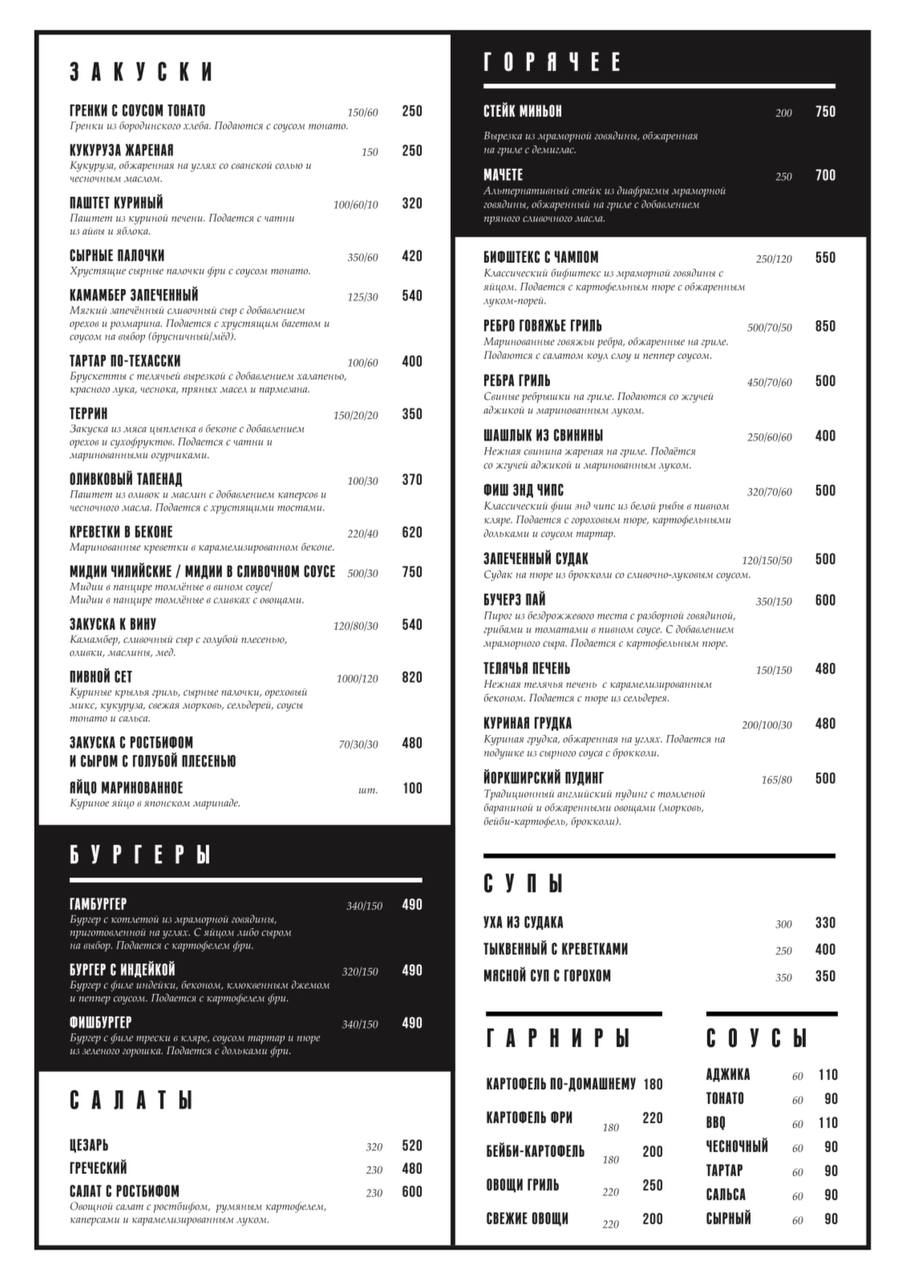 ЗАКУСКИ
ГРЕНКИ С СОУСОМ ТОНАТО 150/60 250
Гренки из бородинского хлеба. Подаются с соусом тонато.
КУКУРУЗА ЖАРЕНАЯ 150 250
Кукуруза, обжаренная на углях со сванской солью и
чесночным маслом.
ПАШТЕТ КУРИНЫЙ 100/60/10 320
Паштет из куриной печени. Подается с чатни
из айвы и яблока.
СЫРНЫЕ ПАЛОЧКИ 350/60 420
Хрустящие сырные палочки фри с соусом тонато.
КАМАМБЕР ЗАПЕЧЕННЫЙ 125/30 540
Мягкий запечённый сливочный сыр с добавлением
орехов и розмарина. Подается с хрустящим багетом и
соусом на выбор (брусничный/мёд).
ТАРТАР ПО-ТЕХАССКИ 100/60 400
Брускетты с телячьей вырезкой с добавлением халапеньо,
красного лука, чеснока, пряных масел и пармезана.
ТЕРРИН 150/20/20 350
Закуска из мяса цыпленка в беконе с добавлением
орехов и сухофруктов. Подается с чатни и
маринованными огурчиками.
ОЛИВКОВЫЙ ТАПЕНАД 100/30 370
Паштет из оливок и маслин с добавлением каперсов и
чесночного масла. Подается с хрустящими тостами.
КРЕВЕТКИ В БЕКОНЕ 220/40 620
Маринованные креветки в карамелизированном беконе.
МИДИИ ЧИЛИЙСКИЕ / МИДИИ В СЛИВОЧНОМ СОУСЕ 500/30 750
Мидии в панцире томлёные в вином соусе/
Мидии в панцире томлёные в сливках с овощами.
ЗАКУСКА К ВИНУ 120/80/30 540
Камамбер, сливочный сыр с голубой плесенью,
оливки, маслины, мед.
ПИВНОЙ СЕТ 1000/120 820
Куриные крылья гриль, сырные палочки, ореховый
микс, кукуруза, свежая морковь, сельдерей, соусы
тонато и сальса.
ЗАКУСКА С РОСТБИФОМ 70/30/30 480
И СЫРОМ С ГОЛУБОЙ ПЛЕСЕНЬЮ
ЯЙЦО МАРИНОВАННОЕ шт. 100
Куриное яйцо в японском маринаде.
БУРГЕРЫ
ГАМБУРГЕР 340/150 490
Бургер с котлетой из мраморной говядины,
приготовленной на углях. С яйцом либо сыром
на выбор. Подается с картофелем фри.
БУРГЕР С ИНДЕЙКОЙ 320/150 490
Бургер с филе индейки, беконом, клюквенным джемом
и пеппер соусом. Подается с картофелем фри.
ФИШБУРГЕР 340/150 490
Бургер с филе трески в кляре, соусом тартар и пюре
из зеленого горошка. Подается с дольками фри.
САЛАТЫ
ЦЕЗАРЬ 320 520
ГРЕЧЕСКИЙ 230 480
САЛАТ С РОСТБИФОМ 230 600
Овощной салат с ростбифом, румяным картофелем,
каперсами и карамелизированным луком.
ГОРЯЧЕЕ
СТЕЙК МИНЬОН 200 750
Вырезка из мраморной говядины, обжаренная
на гриле с демиглас.
МАЧЕТЕ 250 700
Альтернативный стейк из диафрагмы мраморной
говядины, обжаренный на гриле с добавлением
пряного сливочного масла.
БИФШТЕКС С ЧАМПОМ 250/120 550
Классический бифштекс из мраморной говядины с
яйцом. Подается с картофельным пюре с обжаренным
луком-порей.
РЕБРО ГОВЯЖЬЕ ГРИЛЬ 500/70/50 850
Маринованные говяжьи ребра, обжаренные на гриле.
Подаются с салатом коул слоу и пеппер соусом.
РЕБРА ГРИЛЬ 450/70/60 500
Свиные ребрышки на гриле. Подаются со жгучей
аджикой и маринованным луком.
ШАШЛЫК ИЗ СВИНИНЫ 250/60/60 400
Нежная свинина жареная на гриле. Подаётся
со жгучей аджикой и маринованным луком.
ФИШ ЭНД ЧИПС 320/70/60 500
Классический фиш энд чипс из белой рыбы в пивном
кляре. Подается с гороховым пюре, картофельными
дольками и соусом тартар.
ЗАПЕЧЕННЫЙ СУДАК 120/150/50 500
Судак на пюре из брокколи со сливочно-луковым соусом.
БУЧЕРЗ ПАЙ 350/150 600
Пирог из бездрожжевого теста с разборной говядиной,
грибами и томатами в пивном соусе. С добавлением
мраморного сыра. Подается с картофельным пюре.
ТЕЛЯЧЬЯ ПЕЧЕНЬ 150/150 480
Нежная телячья печень с карамелизированным
беконом. Подается с пюре из сельдерея.
КУРИНАЯ ГРУДКА 200/100/30 480
Куриная грудка, обжаренная на углях. Подается на
подушке из сырного соуса с брокколи.
ЙОРКШИРСКИЙ ПУДИНГ 165/80 500
Традиционный английский пудинг с томленой
бараниной и обжаренными овощами (морковь,
бейби-картофель, брокколи).
СУПЫ
УХА ИЗ СУДАКА 300 330
ТЫКВЕННЫЙ С КРЕВЕТКАМИ 250 400
МЯСНОЙ СУП С ГОРОХОМ 350 350
ГАРНИРЫ
КАРТОФЕЛЬ ПО-ДОМАШНЕМУ 180
КАРТОФЕЛЬ ФРИ 180 220
БЕЙБИ-КАРТОФЕЛЬ 180 200
ОВОЩИ ГРИЛЬ 220 250
СВЕЖИЕ ОВОЩИ 220 200
СОУСЫ
АДЖИКА 60 110
ТОНАТО 60 90
BBQ 60 110
ЧЕСНОЧНЫЙ 60 90
ТАРТАР 60 90
САЛЬСА 60 90
СЫРНЫЙ 60 90